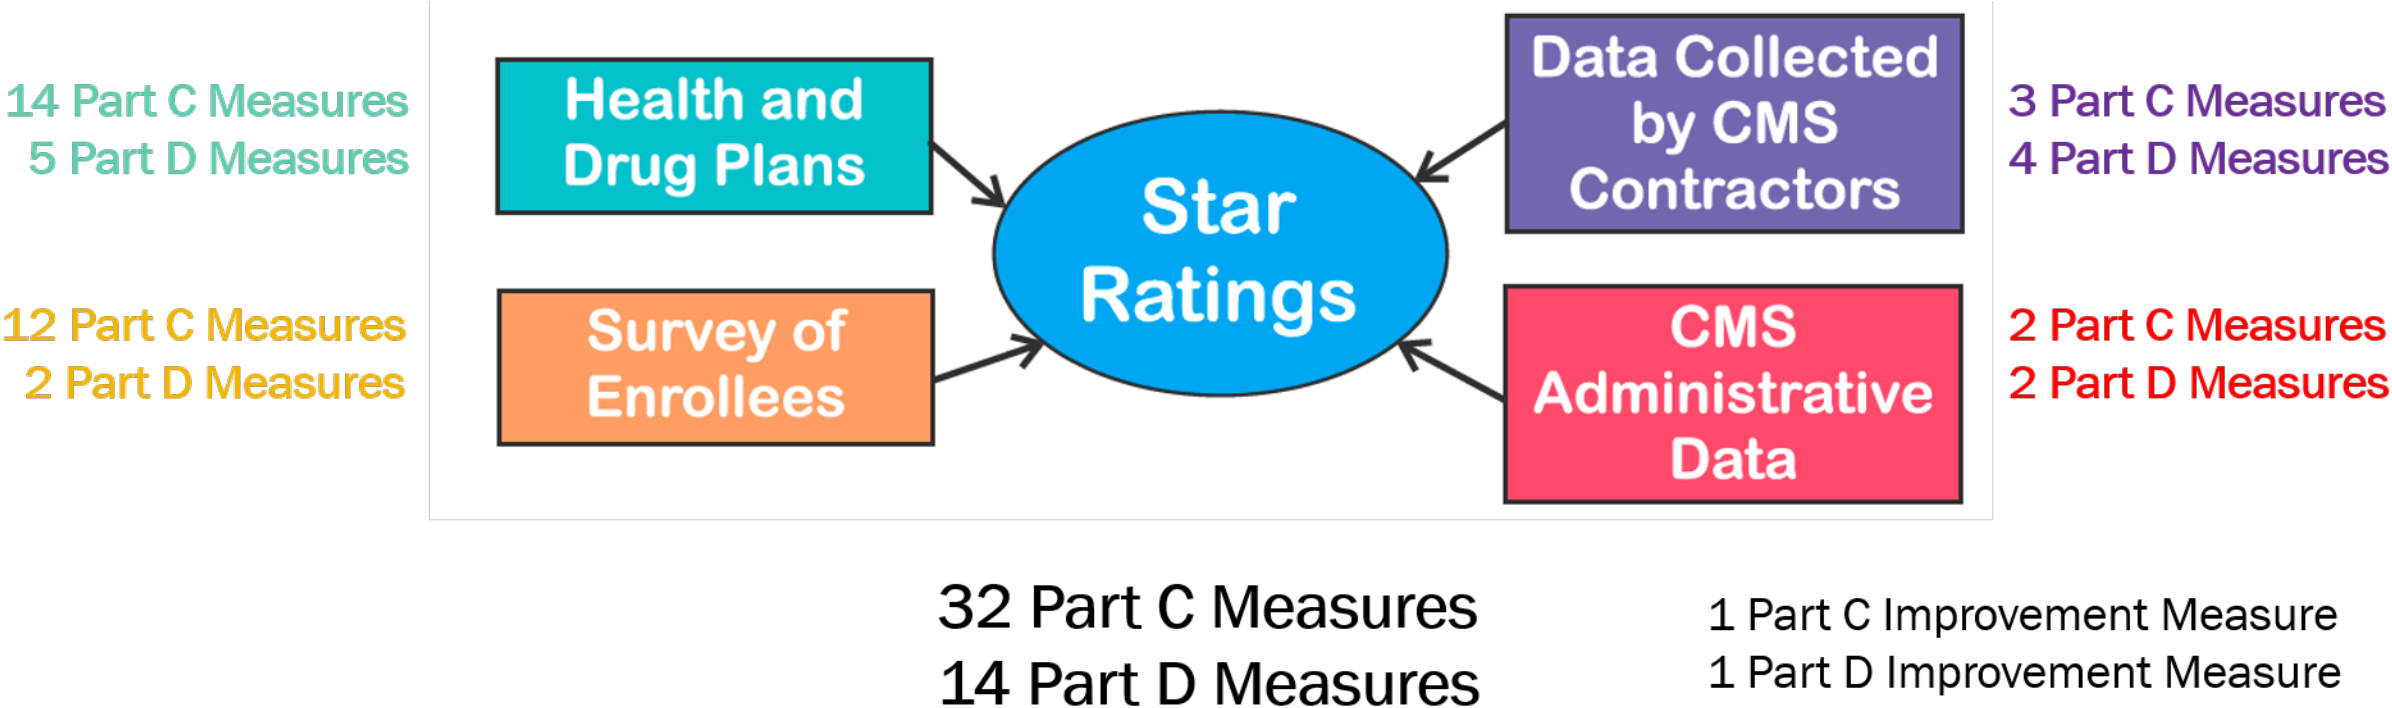 14 Part C Measures
5 Part D Measures
Health and
Drug Plans
12 Part C Measures
2 Part D Measures
Survey of
Enrollees
Star
Ratings
Data Collected
by CMS
Contractors
3 Part C Measures
4 Part D Measures
CMS
Administrative
Data
2 Part C Measures
2 Part D Measures
32 Part C Measures
14 Part D Measures
1 Part C Improvement Measure
1 Part D Improvement Measure